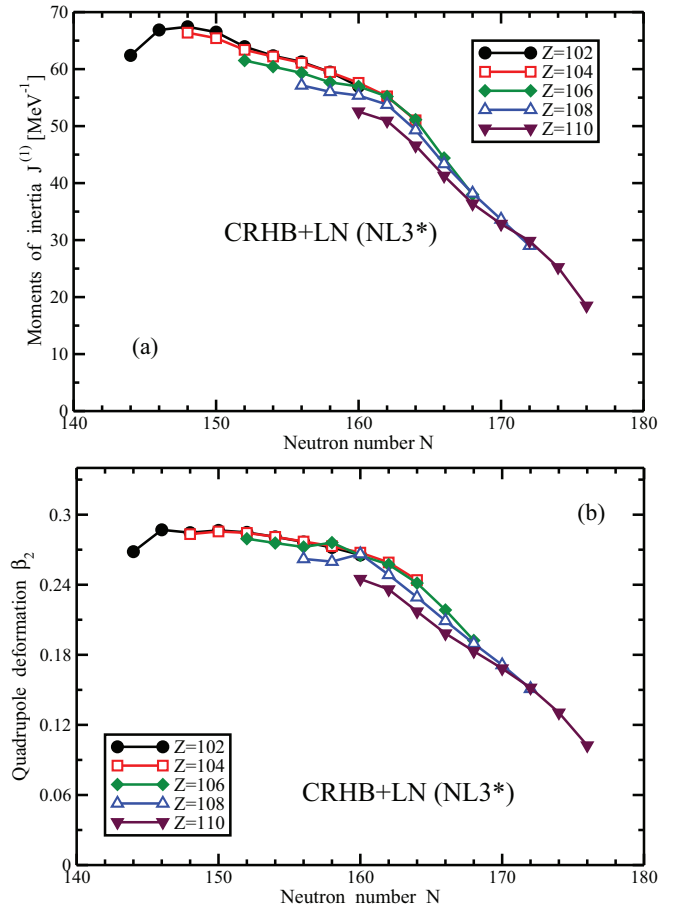 70
60
50
40
30
20
10
0
Moments of inertia J(1) [MeV-1]
Z=102
Z=104
Z=106
Z=108
Z=110
CRHB+LN (NL3*)
(a)
140 150 160 170 180
Neutron number N
0.3
0.24
0.18
0.12
0.06
0
Quadrupole deformation β2
(b)
Z=102
Z=104
Z=106
Z=108
Z=110
CRHB+LN (NL3*)
140 150 160 170 180
Neutron number N